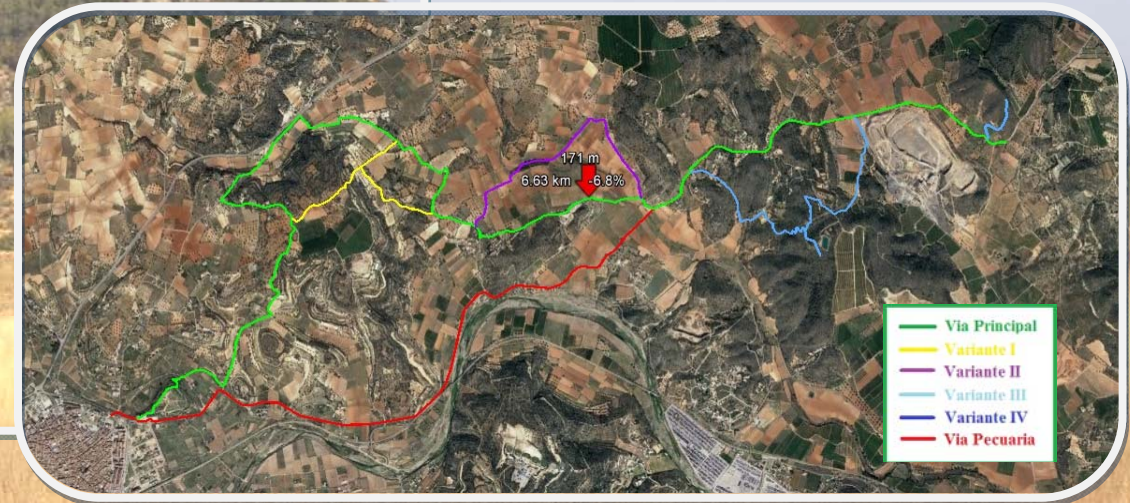 171 m
6.63 km -6.8%
Via Principal
Variante I
Variante II
Variante III
Variante IV
Via Pecuaria